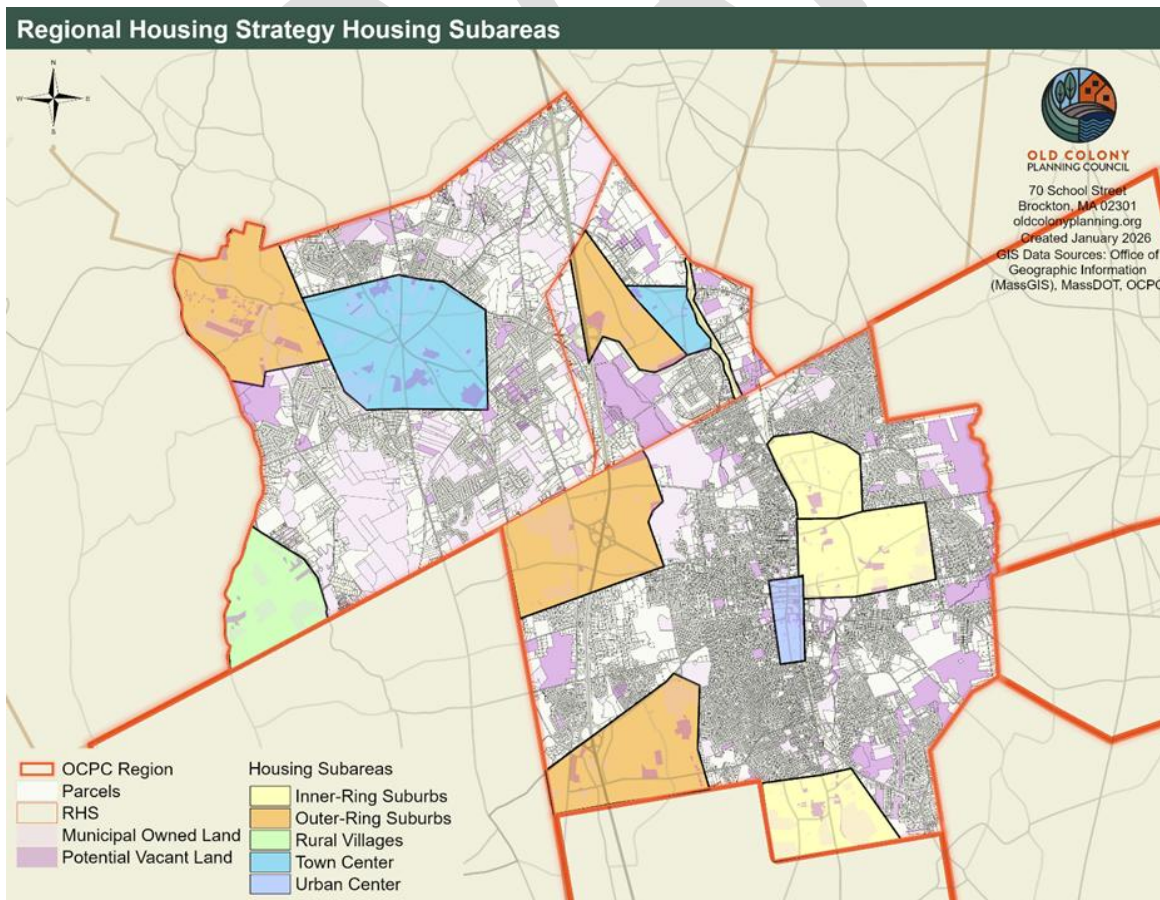 Regional Housing Strategy Housing Subareas
N
W
E
S
OLD COLONY
PLANNING COUNCIL
70 School Street
Brockton, MA 02301
oldcolonyplanning.org
Created January 2026
GIS Data Sources: Office of
Geographic Information
(MassGIS), MassDOT, OCPC
OCPC Region
Parcels
RHS
Municipal Owned Land
Potential Vacant Land
Housing Subareas
Inner-Ring Suburbs
Outer-Ring Suburbs
Rural Villages
Town Center
Urban Center